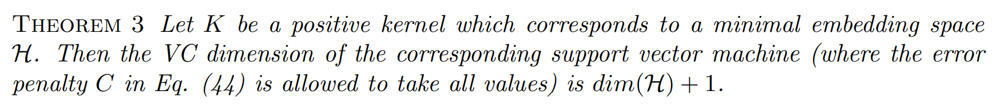 THEOREM 3 Let K be a positive kernel which corresponds to a minimal embedding space
ℋ. Then the VC dimension of the corresponding support vector machine (where the error
penalty C in Eq. (44) is allowed to take all values) is dim(ℋ) + 1.